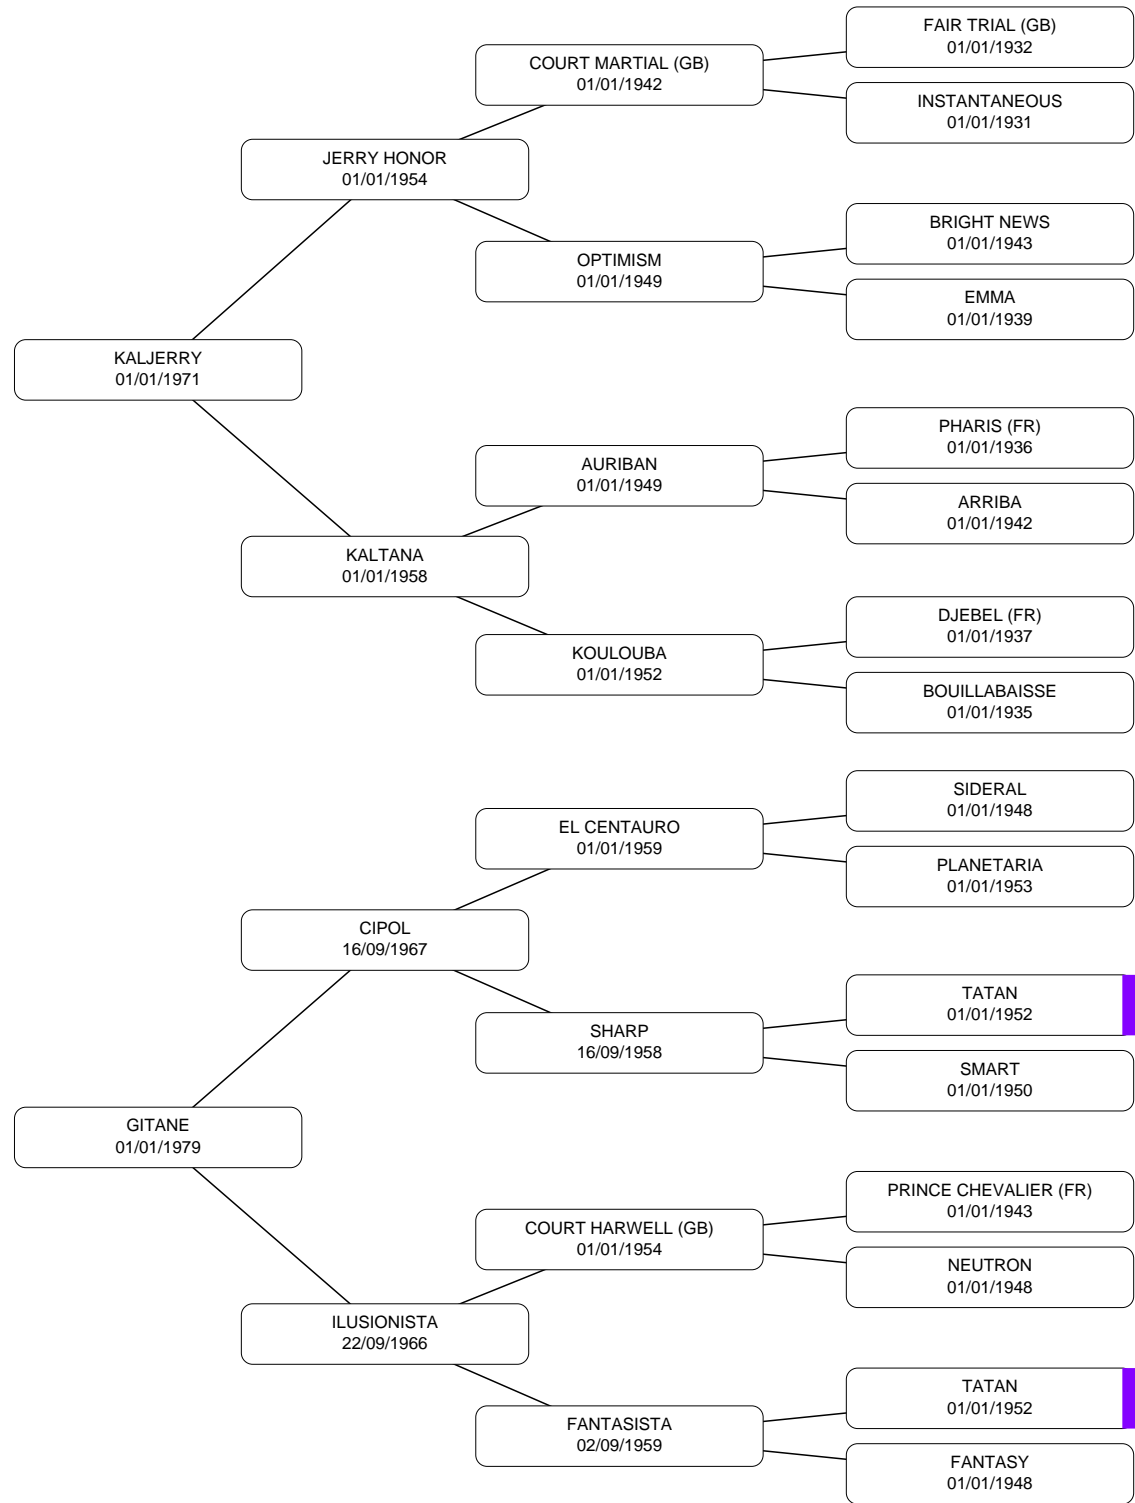 FAIR TRIAL (GB)
01/01/1932
COURT MARTIAL (GB)
01/01/1942
INSTANTANEOUS
01/01/1931
JERRY HONOR
01/01/1954
BRIGHT NEWS
01/01/1943
OPTIMISM
01/01/1949
EMMA
01/01/1939
KALJERRY
01/01/1971
PHARIS (FR)
01/01/1936
AURIBAN
01/01/1949
ARRIBA
01/01/1942
KALTANA
01/01/1958
DJEBEL (FR)
01/01/1937
KOULOUBA
01/01/1952
BOUILLABAISSE
01/01/1935
SIDERAL
01/01/1948
EL CENTAURO
01/01/1959
PLANETARIA
01/01/1953
CIPOL
16/09/1967
TATAN
01/01/1952
SHARP
16/09/1958
SMART
01/01/1950
GITANE
01/01/1979
PRINCE CHEVALIER (FR)
01/01/1943
COURT HARWELL (GB)
01/01/1954
NEUTRON
01/01/1948
ILUSIONISTA
22/09/1966
TATAN
01/01/1952
FANTASISTA
02/09/1959
FANTASY
01/01/1948